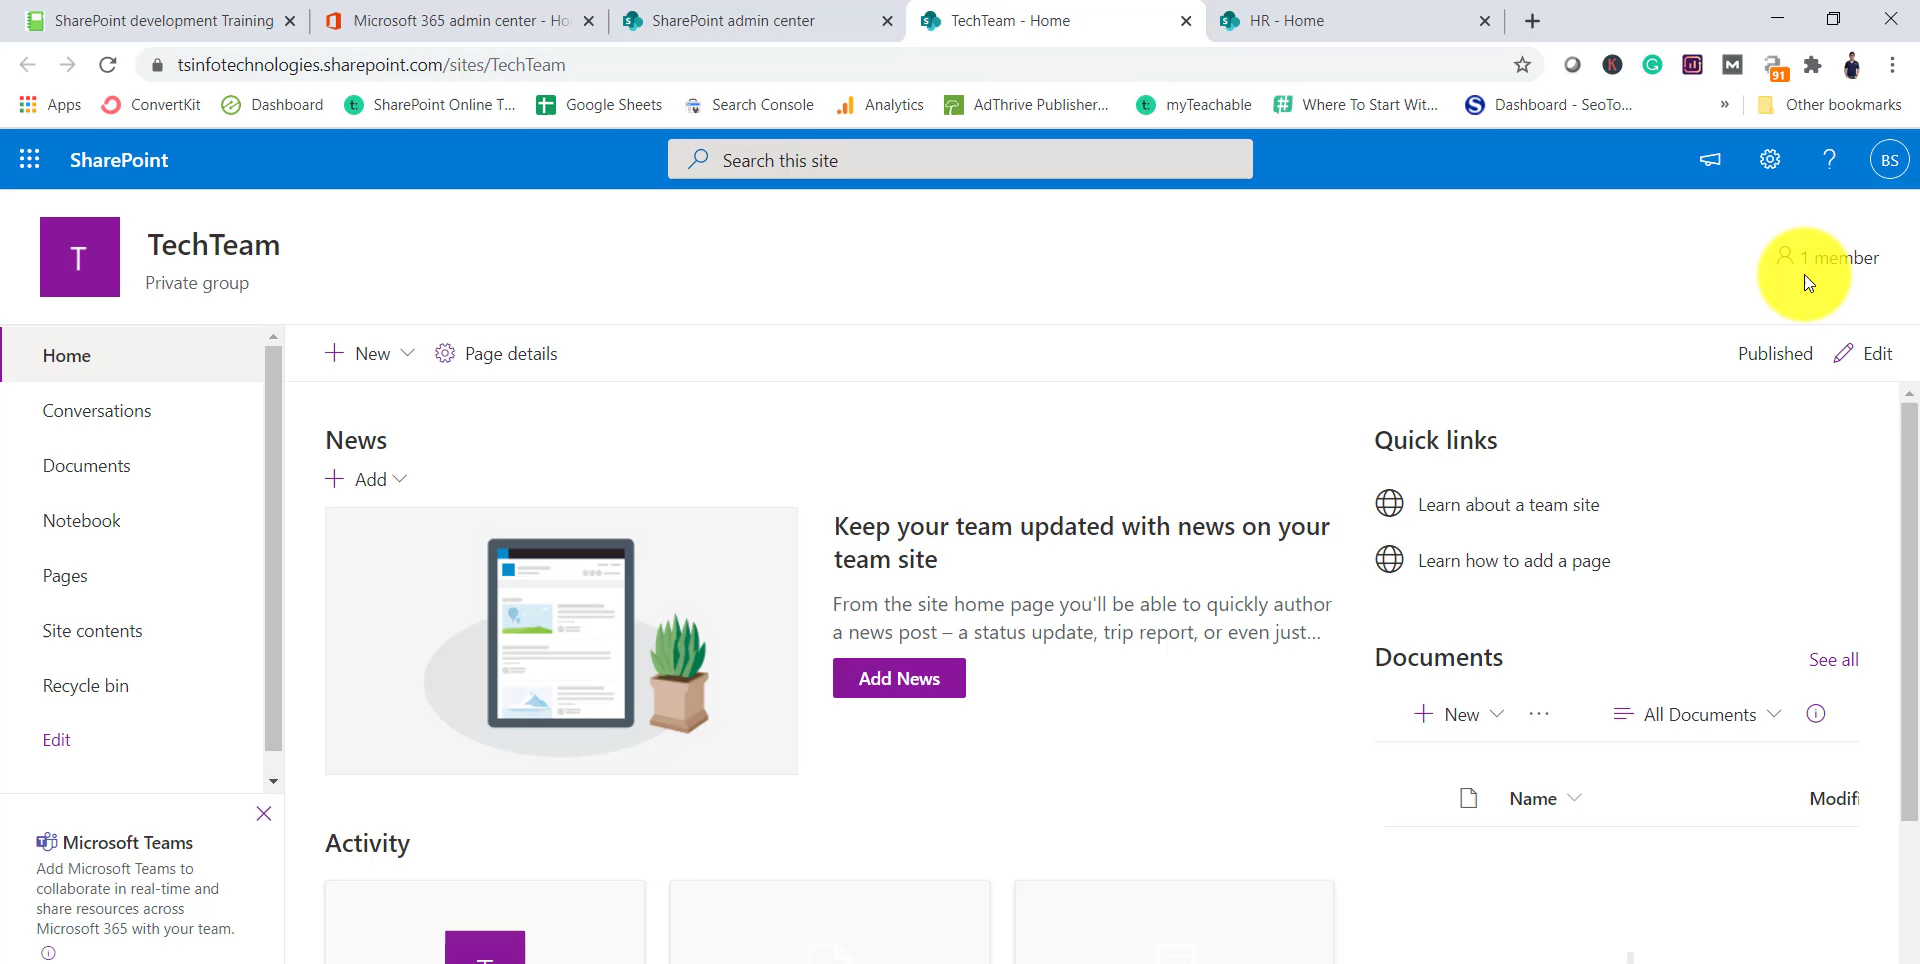 SharePoint development Training
Microsoft 365 admin center - Ho
SharePoint admin center
TechTeam - Home
HR - Home
tsinfotechnologies.sharepoint.com/sites/TechTeam
91
Apps
ConvertKit
Dashboard
SharePoint Online T...
Google Sheets
Search Console
Analytics
AdThrive Publisher...
myTeachable
Where To Start Wit...
Dashboard - SeoTo...
»
Other bookmarks
SharePoint
Search this site
BS
T
TechTeam
Private group
1 member
Home
Conversations
Documents
Notebook
Pages
Site contents
Recycle bin
Edit
Microsoft Teams
Add Microsoft Teams to
collaborate in real-time and
share resources across
Microsoft 365 with your team.
New
Page details
Published
Edit
News
Add
Keep your team updated with news on your
team site
From the site home page you'll be able to quickly author
a news post – a status update, trip report, or even just...
Add News
Activity
Quick links
Learn about a team site
Learn how to add a page
Documents
See all
New
All Documents
Name
Modifi